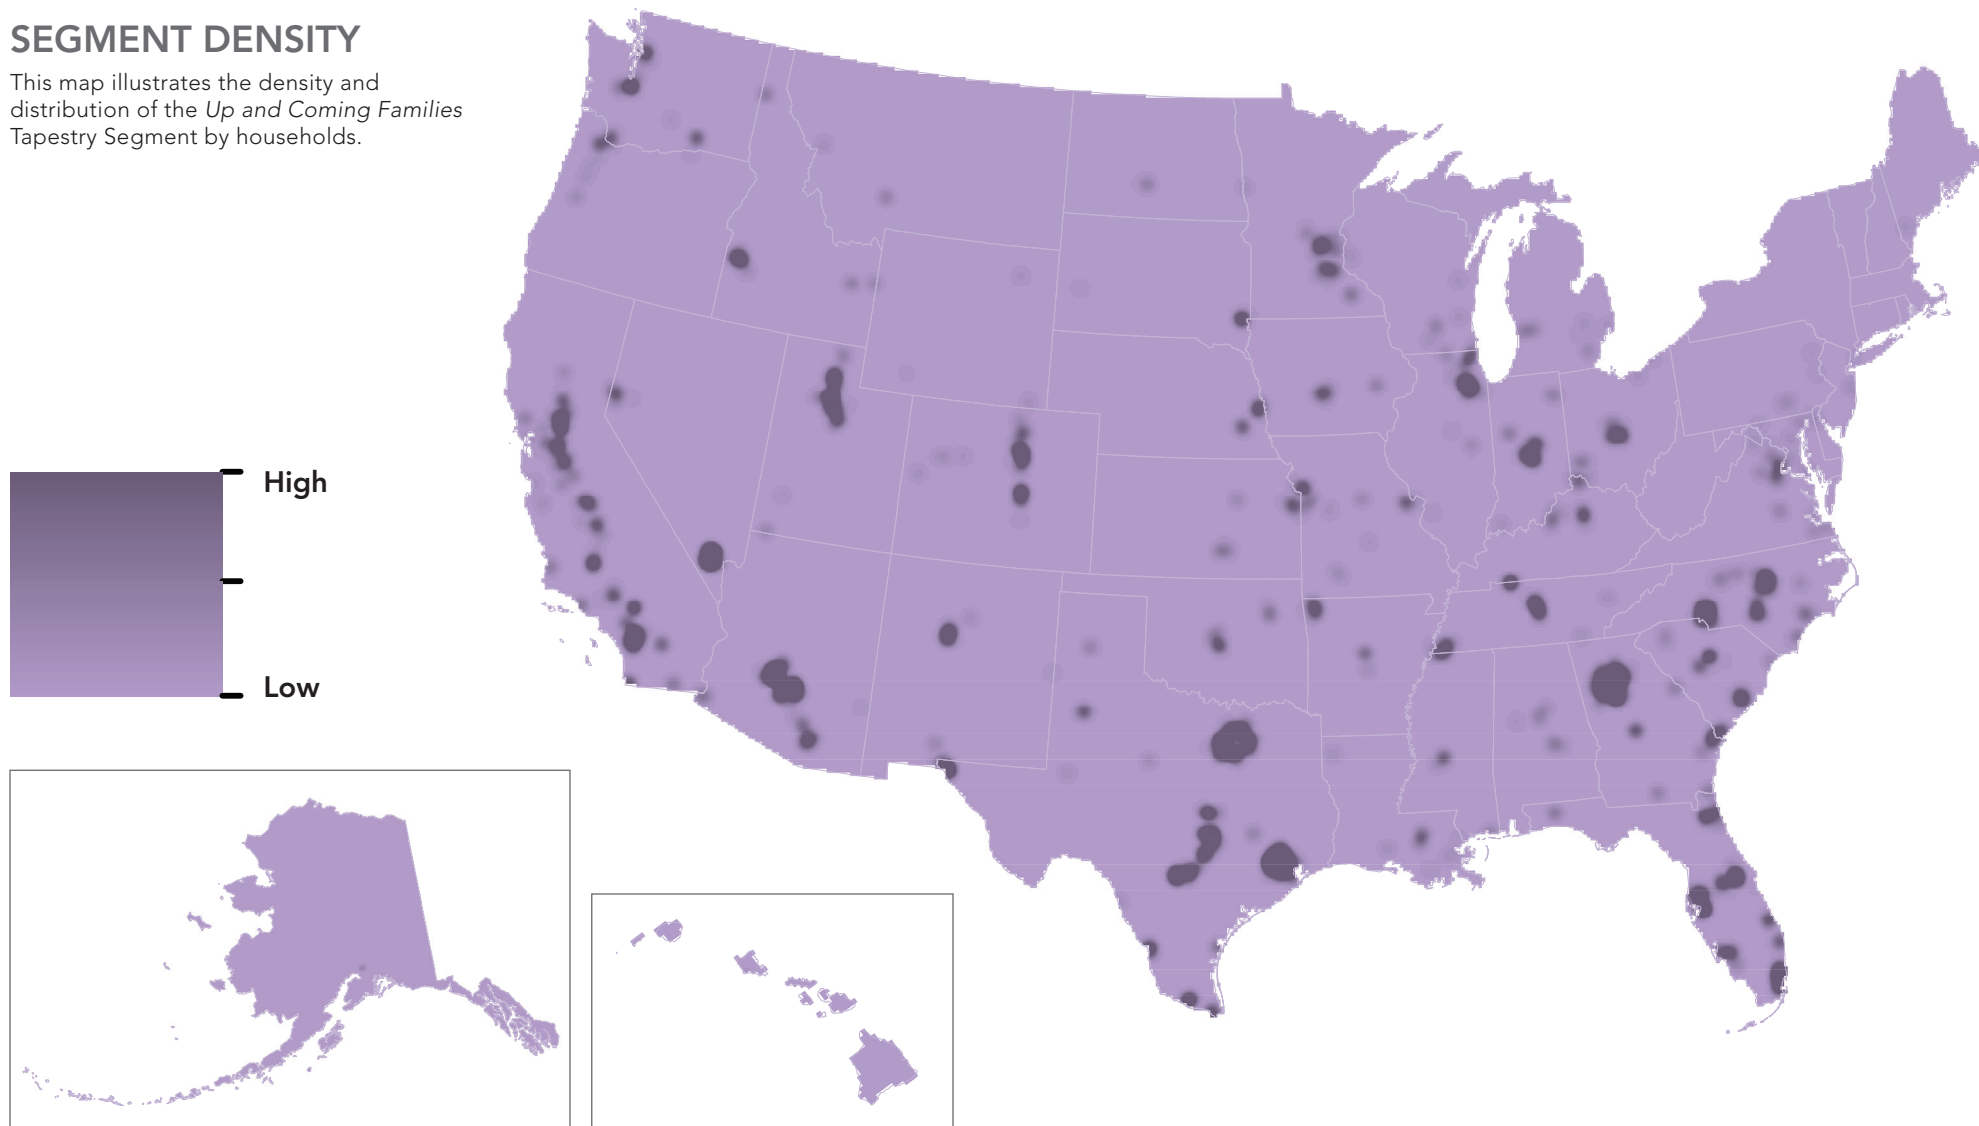 SEGMENT DENSITY
This map illustrates the density and
distribution of the Up and Coming Families
Tapestry Segment by households.
High
Low